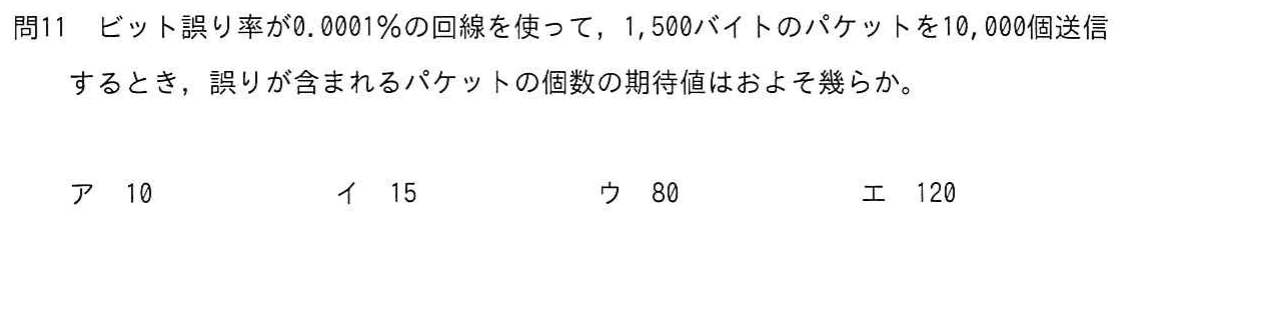 問11　ビット誤り率が0.0001%の回線を使って，1,500バイトのパケットを10,000個送信
するとき，誤りが含まれるパケットの個数の期待値はおよそ幾らか。
ア　10　イ　15　ウ　80　エ　120